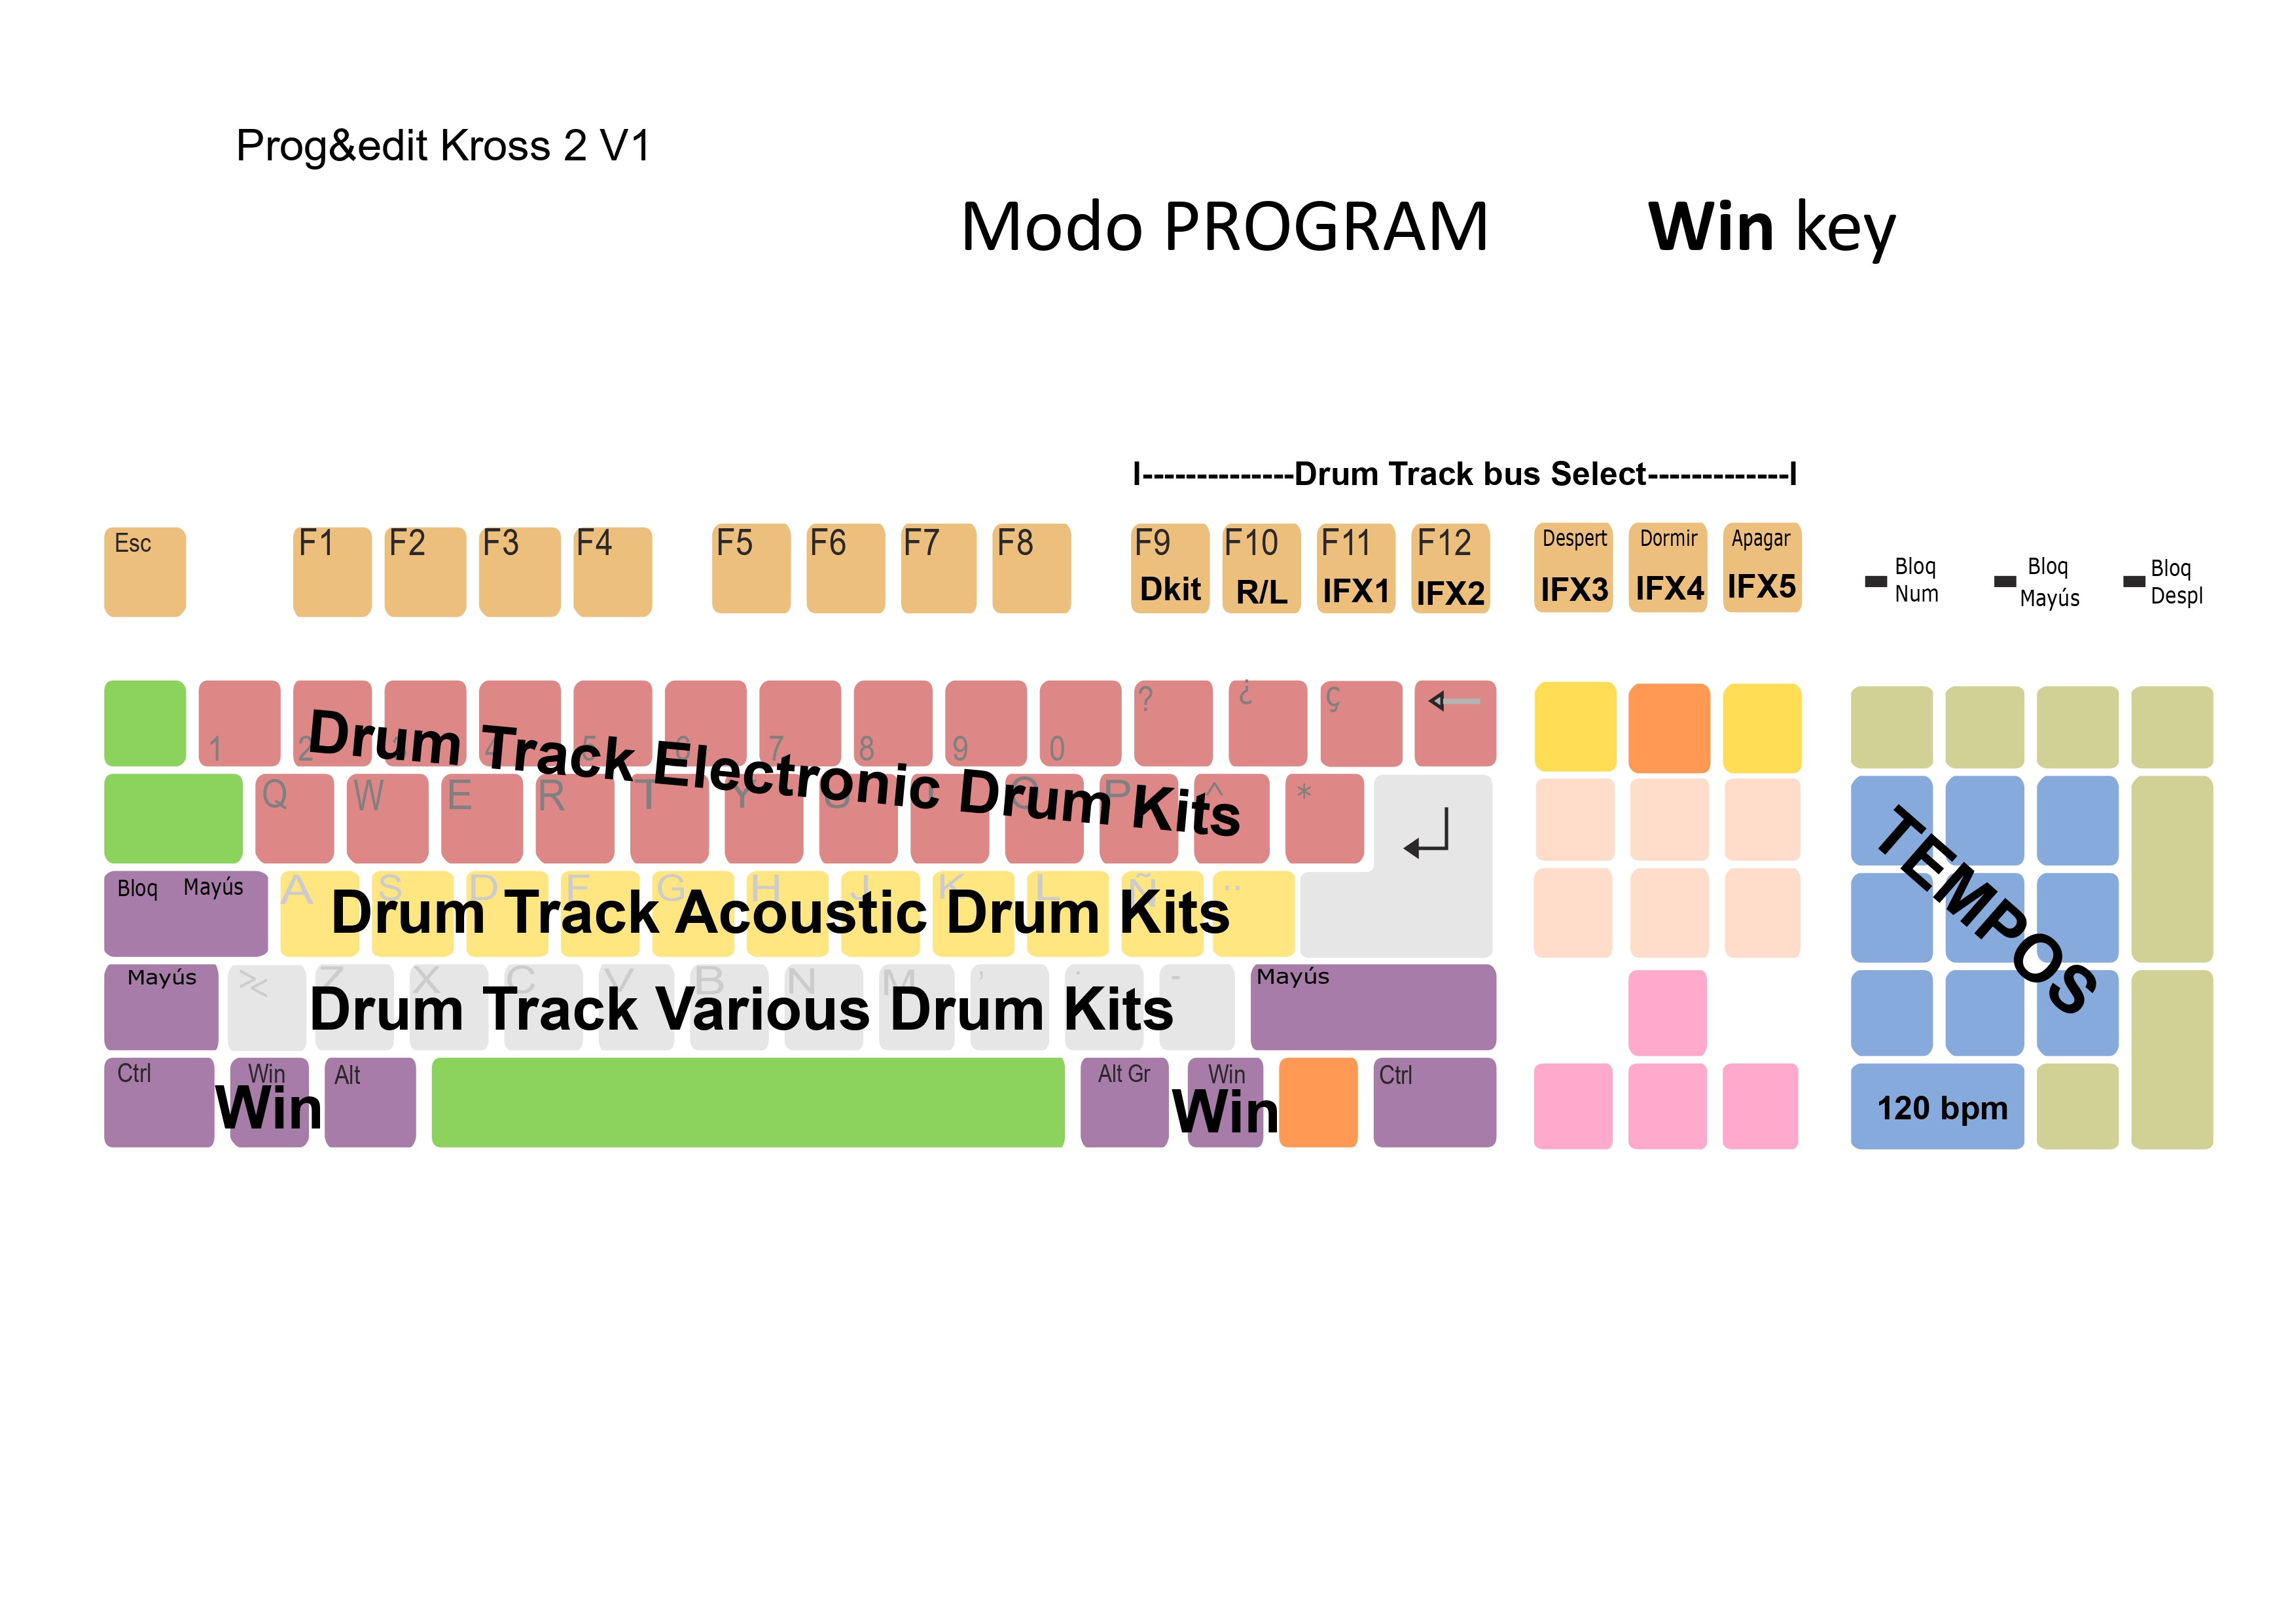 Prog&edit Kross 2 V1
Modo PROGRAM Win key
I--------------Drum Track bus Select-------------I
Esc F1 F2 F3 F4 F5 F6 F7 F8 F9 F10 F11 F12 Despert Dormir Apagar
Dkit R/L IFX1 IFX2 IFX3 IFX4 IFX5
Bloq Num
Bloq Mayús
Bloq Despl
? ¿ ç
1 2 3 4 5 6 7 8 9 0
Drum Track Electronic Drum Kits
Q W E R T Y U I O P ^ *
Bloq Mayús A S D F G H J K L Ñ ..
Drum Track Acoustic Drum Kits
TEMPOS
Mayús >< Z X C V B N M , . - Mayús
Drum Track Various Drum Kits
Ctrl Win Alt Alt Gr Win Ctrl
Win Win
120 bpm